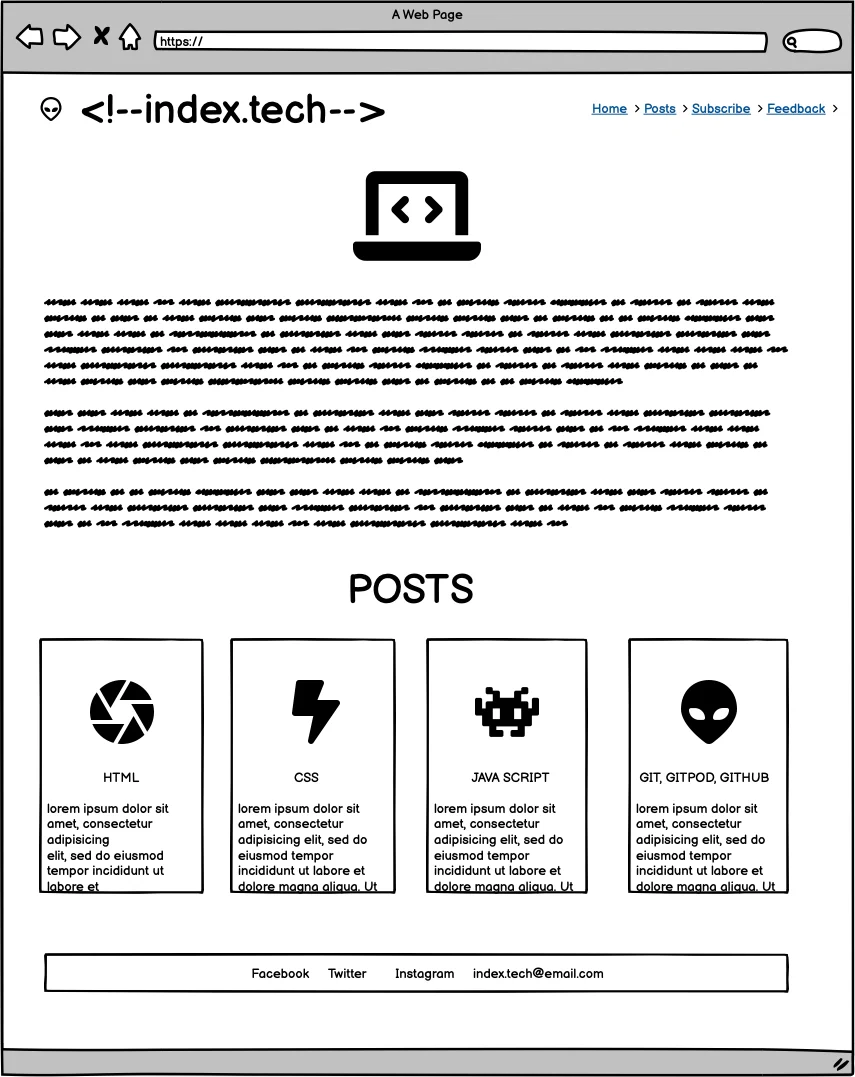 A Web Page
https://
<!--index.tech-->
Home > Posts > Subscribe > Feedback >
POSTS
HTML
lorem ipsum dolor sit
amet, consectetur
adipisicing
elit, sed do eiusmod
tempor incididunt ut
labore et
CSS
lorem ipsum dolor sit
amet, consectetur
adipisicing elit, sed do
eiusmod tempor
incididunt ut labore et
dolore magna aliqua. Ut
JAVA SCRIPT
lorem ipsum dolor sit
amet, consectetur
adipisicing elit, sed do
eiusmod tempor
incididunt ut labore et
dolore magna aliqua. Ut
GIT, GITPOD, GITHUB
lorem ipsum dolor sit
amet, consectetur
adipisicing elit, sed do
eiusmod tempor
incididunt ut labore et
dolore magna aliqua. Ut
Facebook Twitter Instagram index.tech@email.com